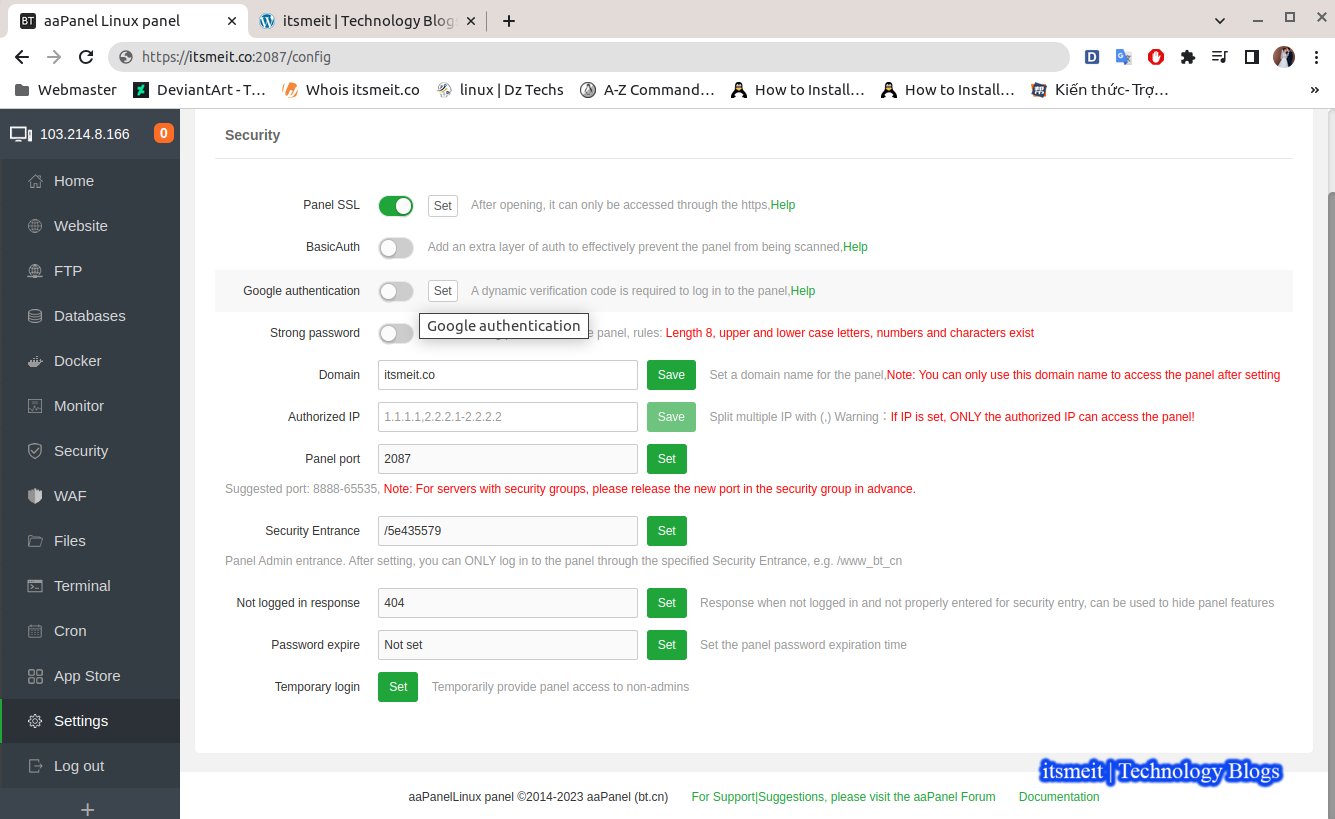 BT aaPanel Linux panel
itsmeit | Technology Blog
https://itsmeit.co:2087/config
Webmaster
DeviantArt - T…
Whois itsmeit.co
linux | Dz Techs
A-Z Command…
How to Install…
How to Install…
Kiến thức- Trợ…
»
103.214.8.166
0
Home
Website
FTP
Databases
Docker
Monitor
Security
WAF
Files
Terminal
Cron
App Store
Settings
Log out
Security
Panel SSL Set After opening, it can only be accessed through the https,Help
BasicAuth Add an extra layer of auth to effectively prevent the panel from being scanned,Help
Google authentication Set A dynamic verification code is required to log in to the panel,Help
Google authentication
Strong password panel, rules: Length 8, upper and lower case letters, numbers and characters exist
Domain itsmeit.co Save Set a domain name for the panel,Note: You can only use this domain name to access the panel after setting
Authorized IP 1.1.1.1,2.2.2.1-2.2.2.2 Save Split multiple IP with (,) Warning：If IP is set, ONLY the authorized IP can access the panel!
Panel port 2087 Set
Suggested port: 8888-65535, Note: For servers with security groups, please release the new port in the security group in advance.
Security Entrance /5e435579 Set
Panel Admin entrance. After setting, you can ONLY log in to the panel through the specified Security Entrance, e.g. /www_bt_cn
Not logged in response 404 Set Response when not logged in and not properly entered for security entry, can be used to hide panel features
Password expire Not set Set Set the panel password expiration time
Temporary login Set Temporarily provide panel access to non-admins
itsmeit | Technology Blogs
aaPanelLinux panel ©2014-2023 aaPanel (bt.cn) For Support|Suggestions, please visit the aaPanel Forum Documentation